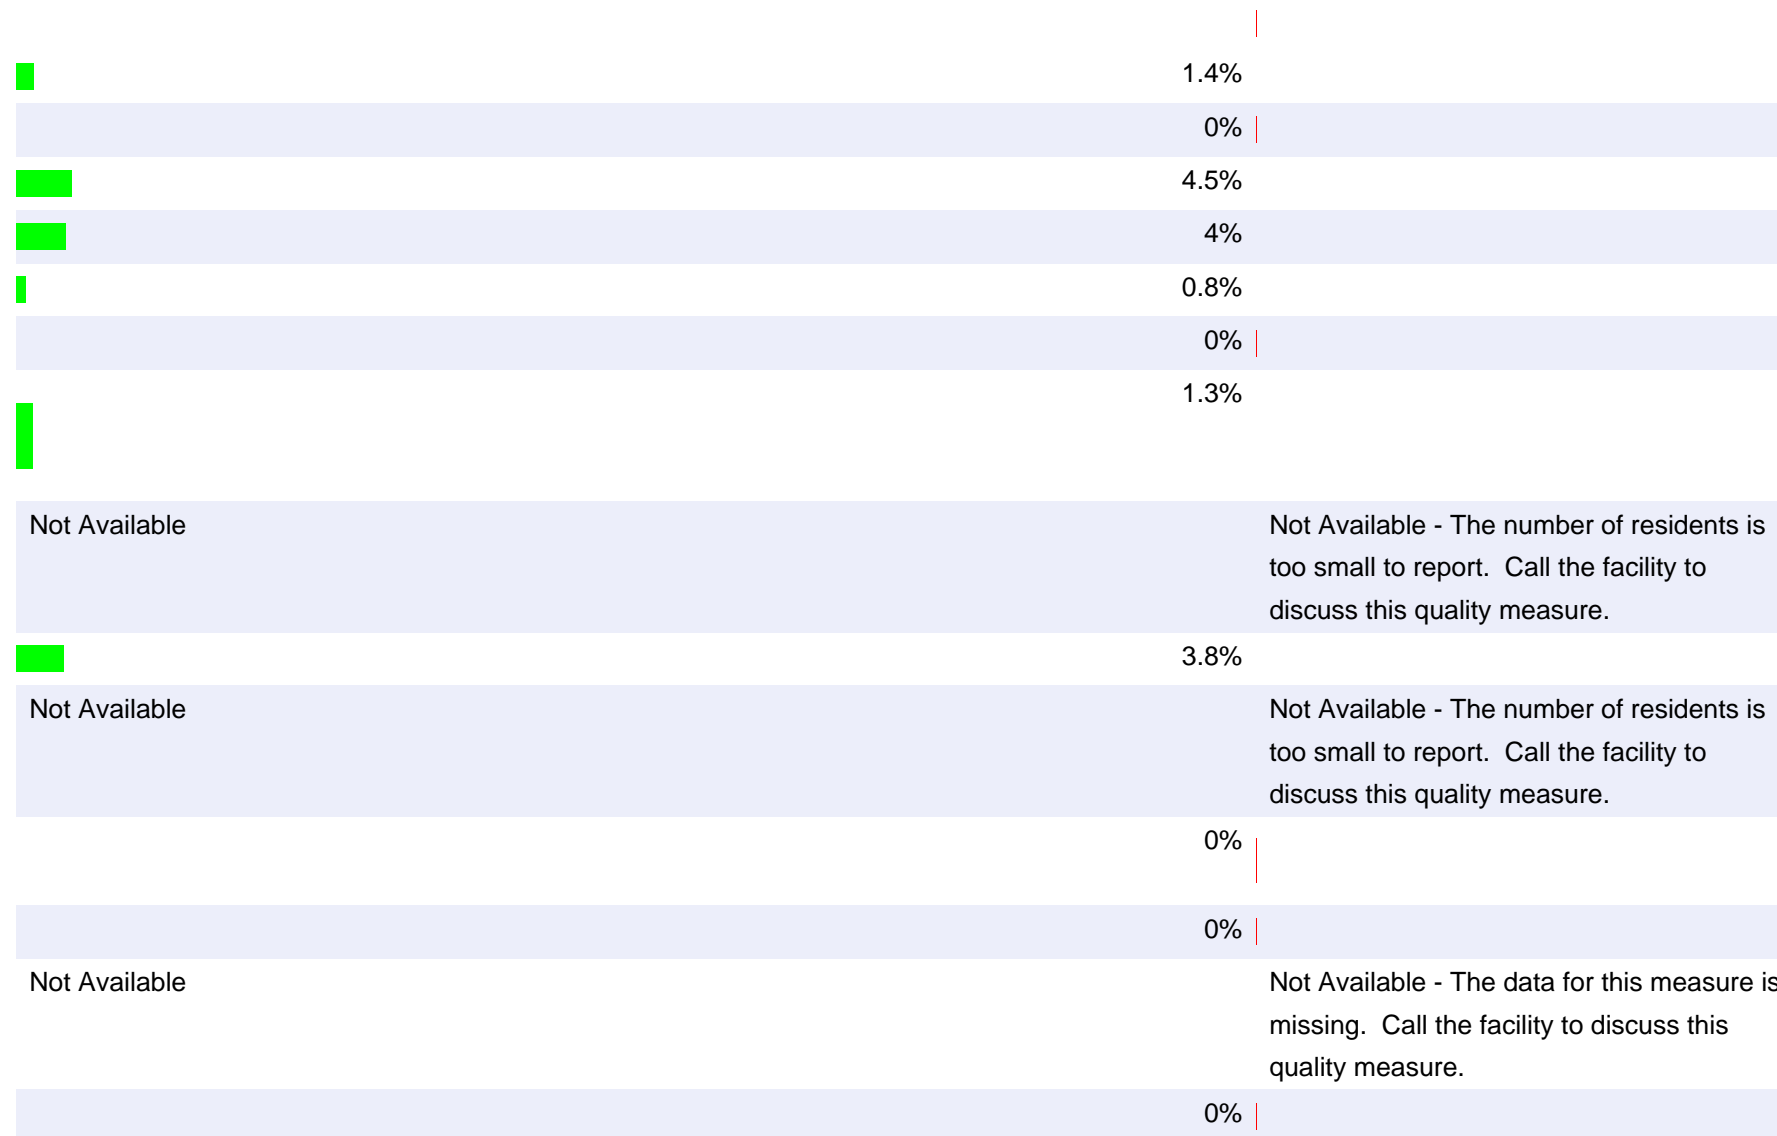 1.4%
0%
4.5%
4%
0.8%
0%
1.3%
Not Available
Not Available - The number of residents is
too small to report.  Call the facility to
discuss this quality measure.
3.8%
Not Available
Not Available - The number of residents is
too small to report.  Call the facility to
discuss this quality measure.
0%
0%
Not Available
Not Available - The data for this measure is
missing.  Call the facility to discuss this
quality measure.
0%